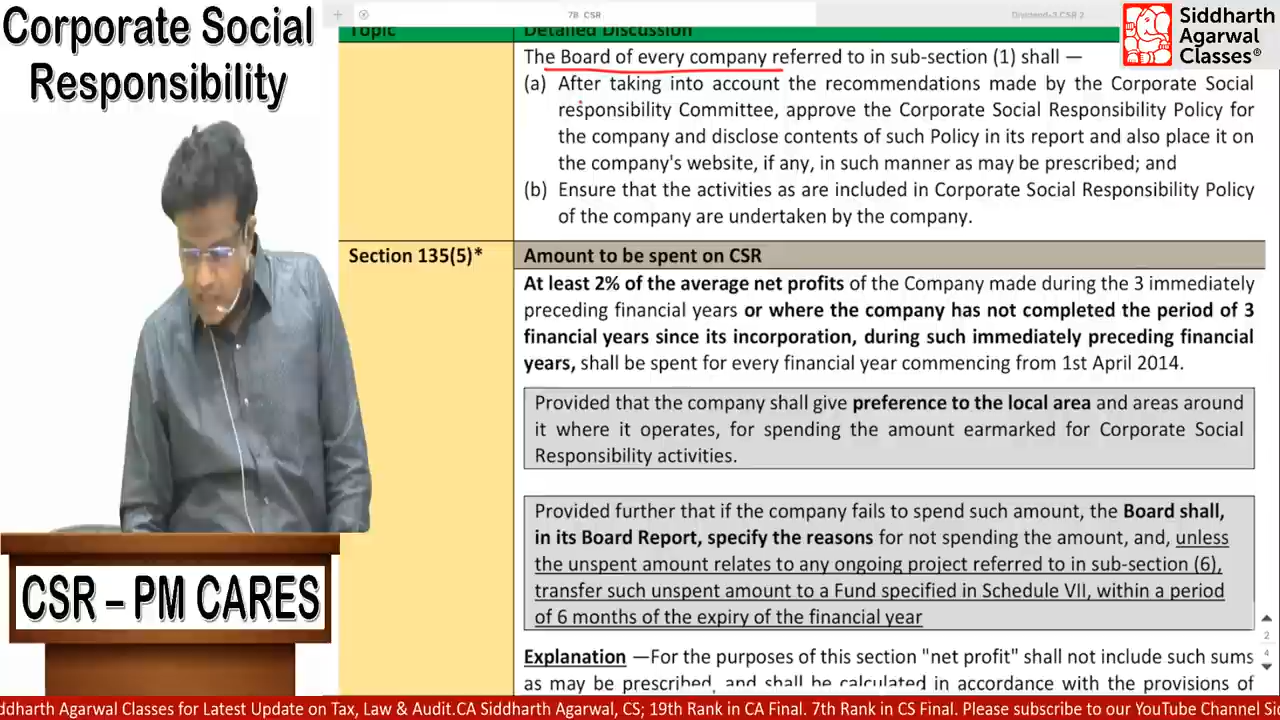 Corporate Social
Responsibility
7B CSR
Dividend+3.CSR 2
Siddharth
Agarwal
Classes®
Topic
Detailed Discussion
The Board of every company referred to in sub-section (1) shall —
(a) After taking into account the recommendations made by the Corporate Social
responsibility Committee, approve the Corporate Social Responsibility Policy for
the company and disclose contents of such Policy in its report and also place it on
the company's website, if any, in such manner as may be prescribed; and
(b) Ensure that the activities as are included in Corporate Social Responsibility Policy
of the company are undertaken by the company.
Section 135(5)*
Amount to be spent on CSR
At least 2% of the average net profits of the Company made during the 3 immediately
preceding financial years or where the company has not completed the period of 3
financial years since its incorporation, during such immediately preceding financial
years, shall be spent for every financial year commencing from 1st April 2014.
Provided that the company shall give preference to the local area and areas around
it where it operates, for spending the amount earmarked for Corporate Social
Responsibility activities.
Provided further that if the company fails to spend such amount, the Board shall,
in its Board Report, specify the reasons for not spending the amount, and, unless
the unspent amount relates to any ongoing project referred to in sub-section (6),
transfer such unspent amount to a Fund specified in Schedule VII, within a period
of 6 months of the expiry of the financial year
Explanation —For the purposes of this section "net profit" shall not include such sums
as may be prescribed, and shall be calculated in accordance with the provisions of
2
4
CSR – PM CARES
ddharth Agarwal Classes for Latest Update on Tax, Law & Audit.CA Siddharth Agarwal, CS; 19th Rank in CA Final. 7th Rank in CS Final. Please subscribe to our YouTube Channel Si